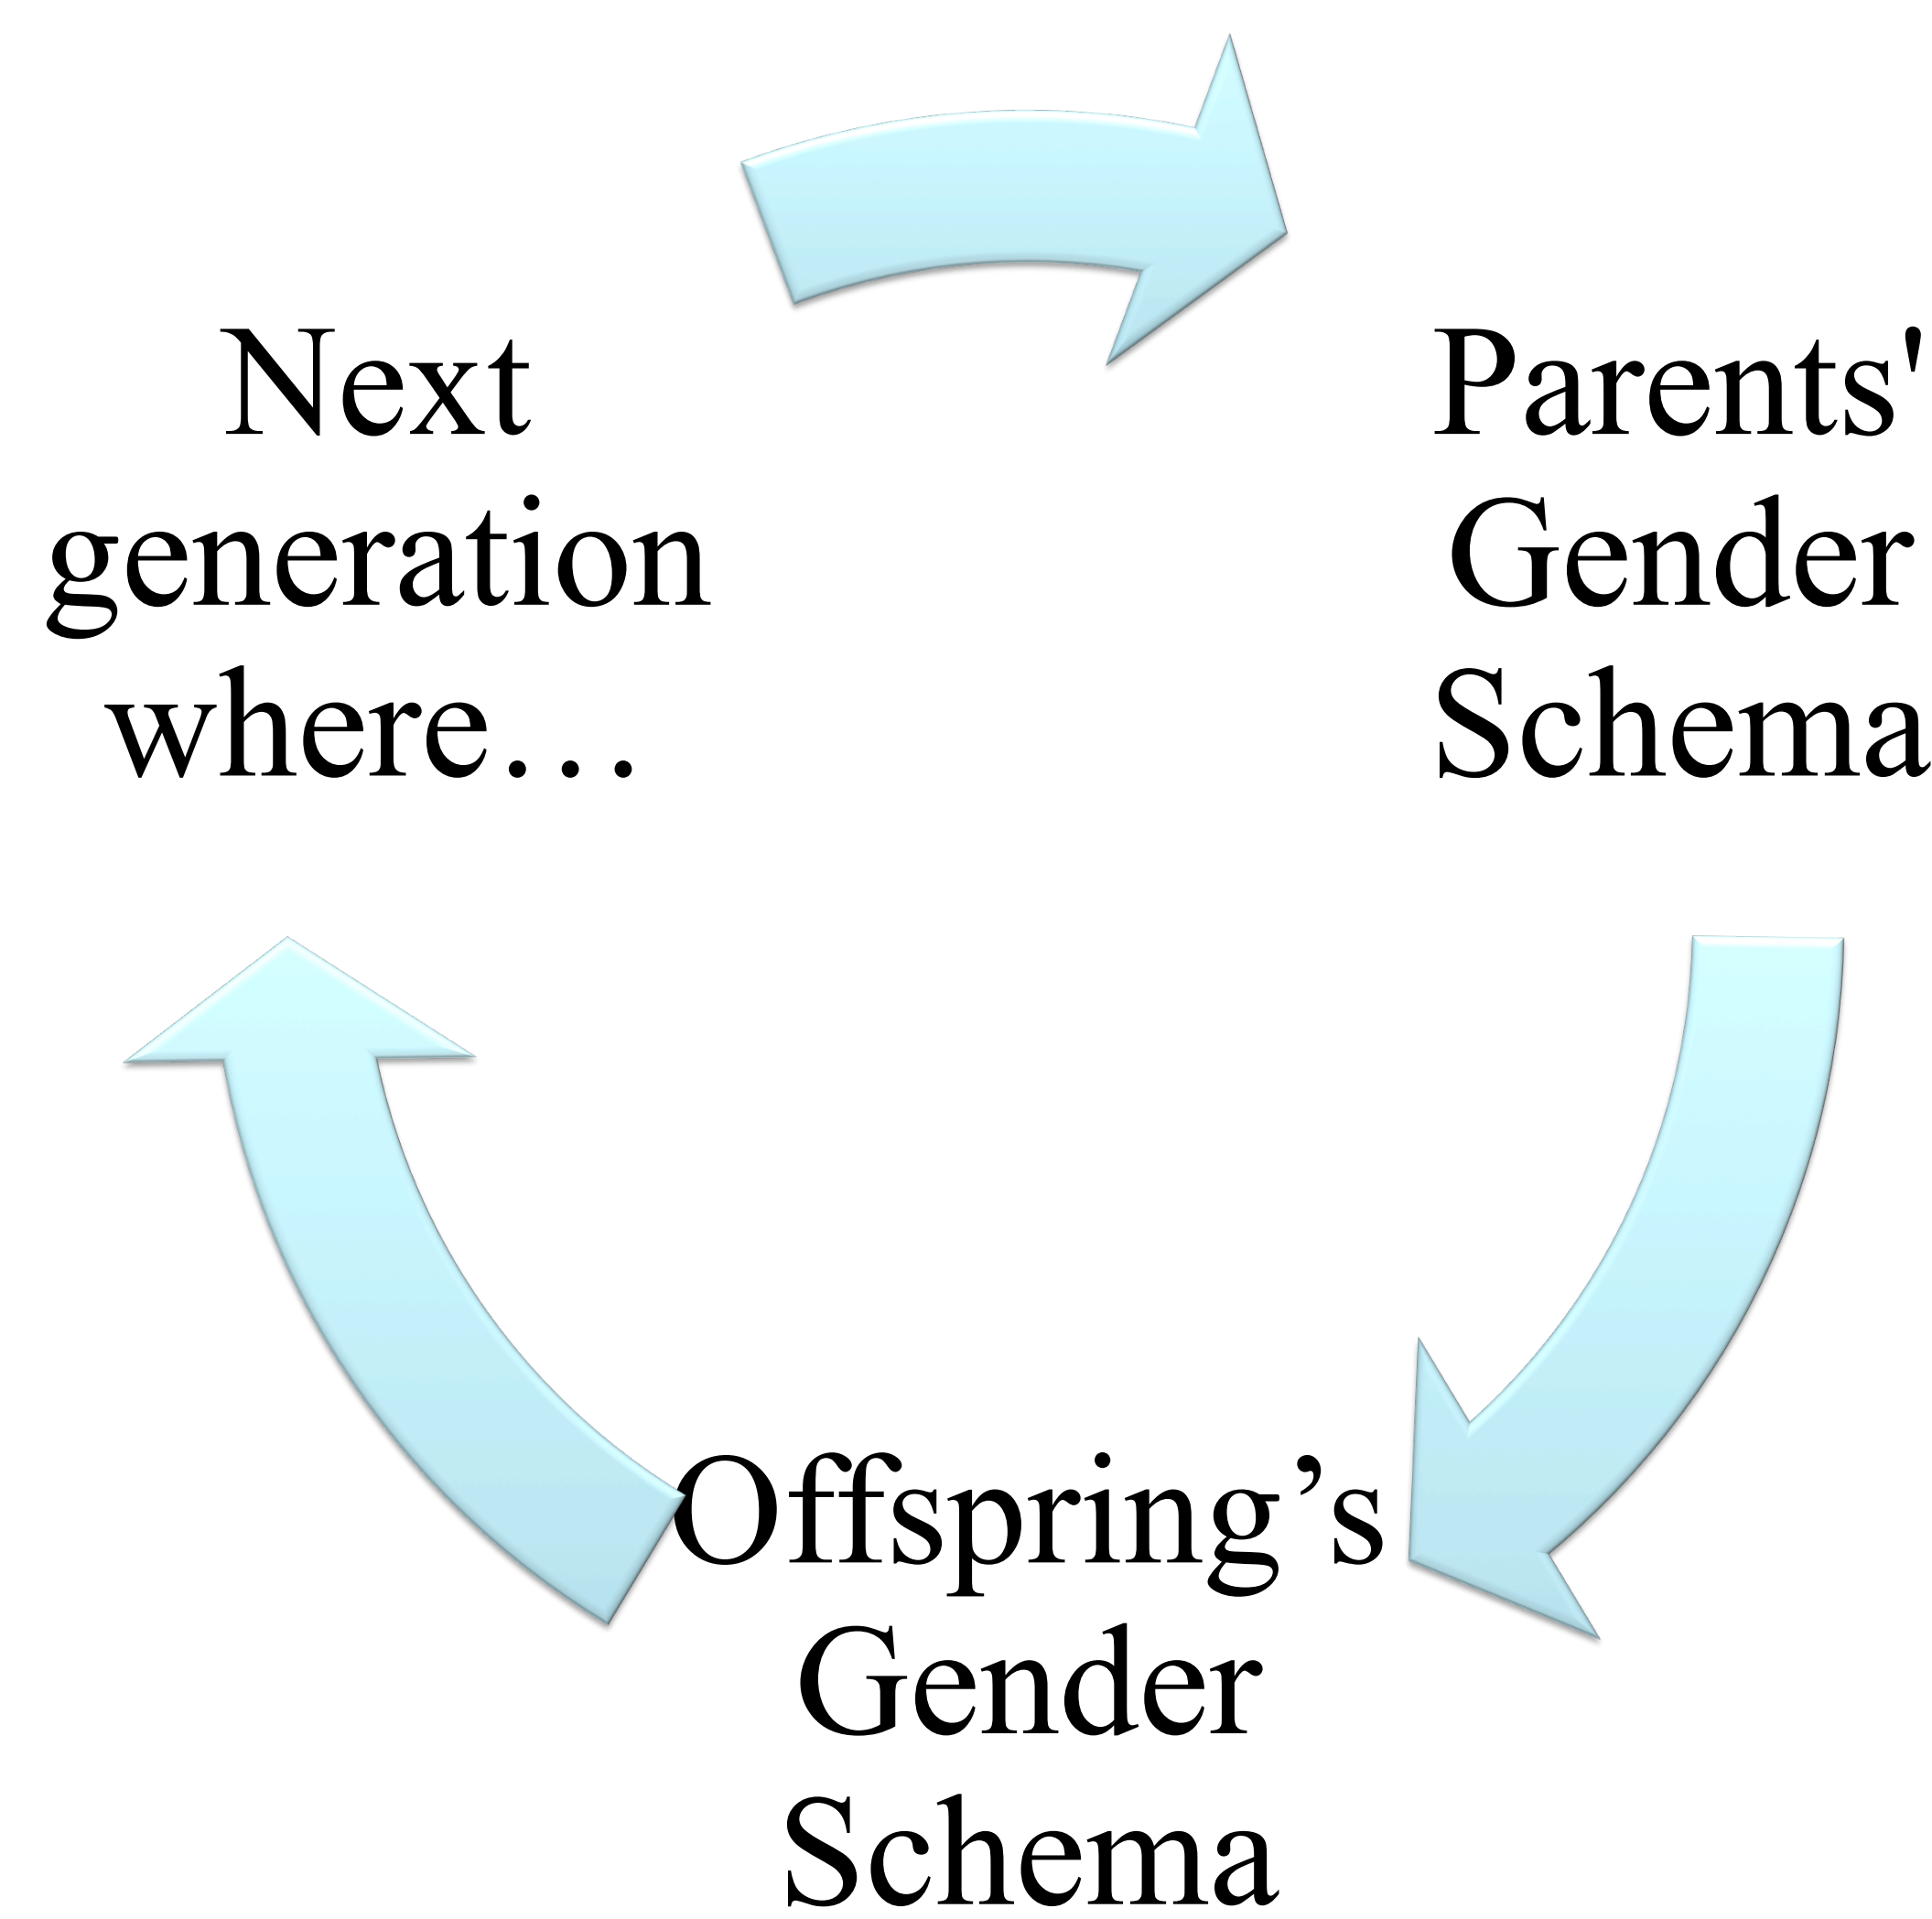 Next
generation
where…
Parents'
Gender
Schema
Offspring’s
Gender
Schema